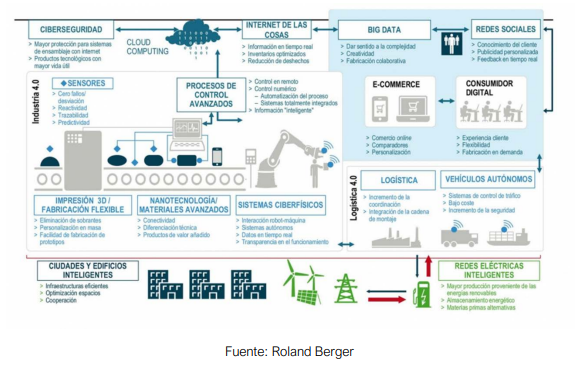 CIBERSEGURIDAD
> Mayor protección para sistemas
de ensamblaje con internet
> Productos tecnológicos con
mayor vida útil
CLOUD
COMPUTING
INTERNET DE LAS
COSAS
> Información en tiempo real
> Inventarios optimizados
> Reducción de deshechos
BIG DATA
> Dar sentido a la complejidad
> Creatividad
> Fabricación colaborativa
REDES SOCIALES
> Conocimiento del cliente
> Publicidad personalizada
> Feedback en tiempo real
Industria 4.0
SENSORES
> Cero fallos/
desviación
> Reactividad
> Trazabilidad
> Predictividad
PROCESOS DE
CONTROL
AVANZADOS
> Control en remoto
> Control numérico
- Automatización del proceso
- Sistemas totalmente integrados
> Información "inteligente"
E-COMMERCE
> Comercio online
> Comparadores
> Personalización
CONSUMIDOR
DIGITAL
> Experiencia cliente
> Flexibilidad
> Fabricación en demanda
IMPRESIÓN 3D /
FABRICACIÓN FLEXIBLE
> Eliminación de sobrantes
> Personalización en masa
> Facilidad de fabricación de
prototipos
NANOTECNOLOGÍA/
MATERIALES AVANZADOS
> Conectividad
> Diferenciación técnica
> Productos de valor añadido
SISTEMAS CIBERFÍSICOS
> Interacción robot-máquina
> Sistemas autónomos
> Datos en tiempo real
> Transparencia en el funcionamiento
Logística 4.0
LOGÍSTICA
> Incremento de la
coordinación
> Integración de la cadena
de montaje
VEHÍCULOS AUTÓNOMOS
> Sistemas de control de tráfico
> Bajo coste
> Incremento de la seguridad
CIUDADES Y EDIFICIOS
INTELIGENTES
> Infraestructuras eficientes
> Optimización espacios
> Cooperación
REDES ELÉCTRICAS
INTELIGENTES
> Mayor producción proveniente de las
energías renovables
> Almacenamiento energético
> Materias primas alternativas
Fuente: Roland Berger